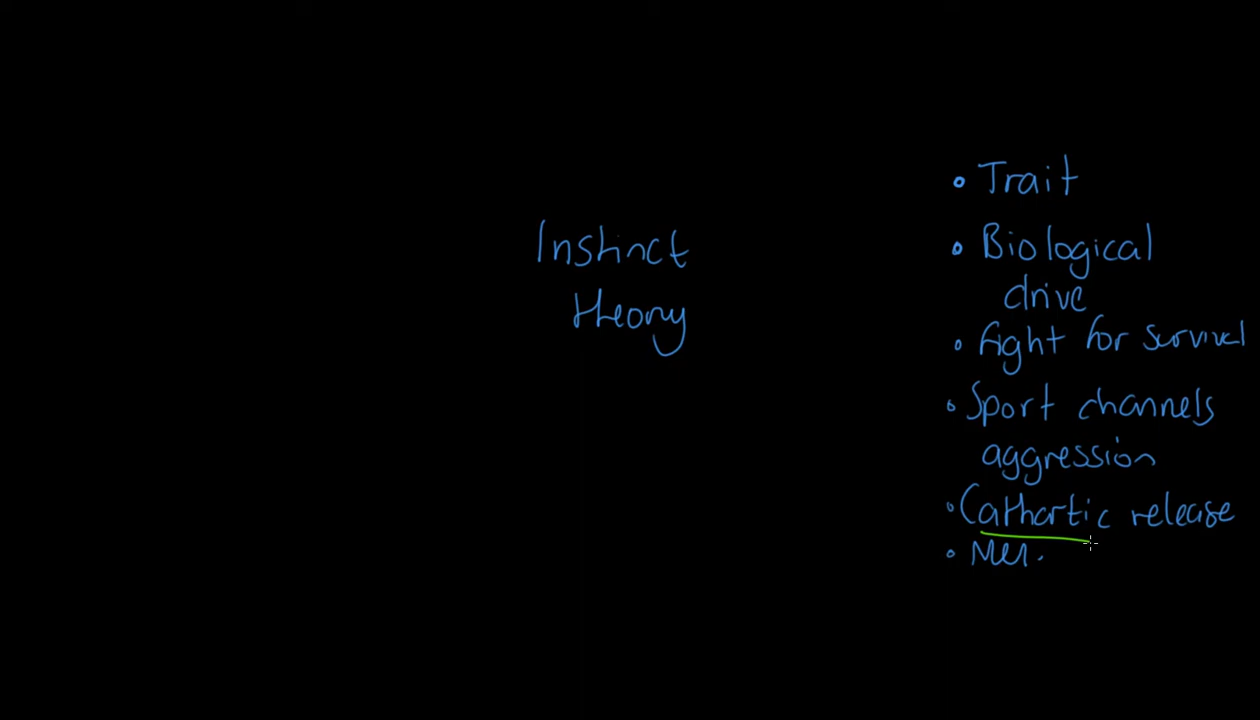 Instinct
theory
• Trait
• Biological
drive
• Fight for survival
• Sport channels
aggression
• Cathartic release